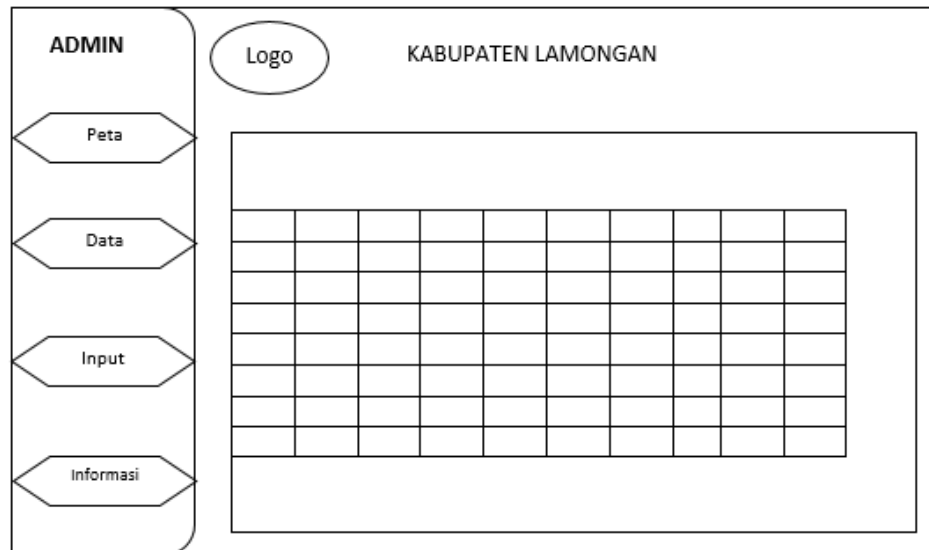 ADMIN
Logo
KABUPATEN LAMONGAN
Peta
Data
Input
Informasi